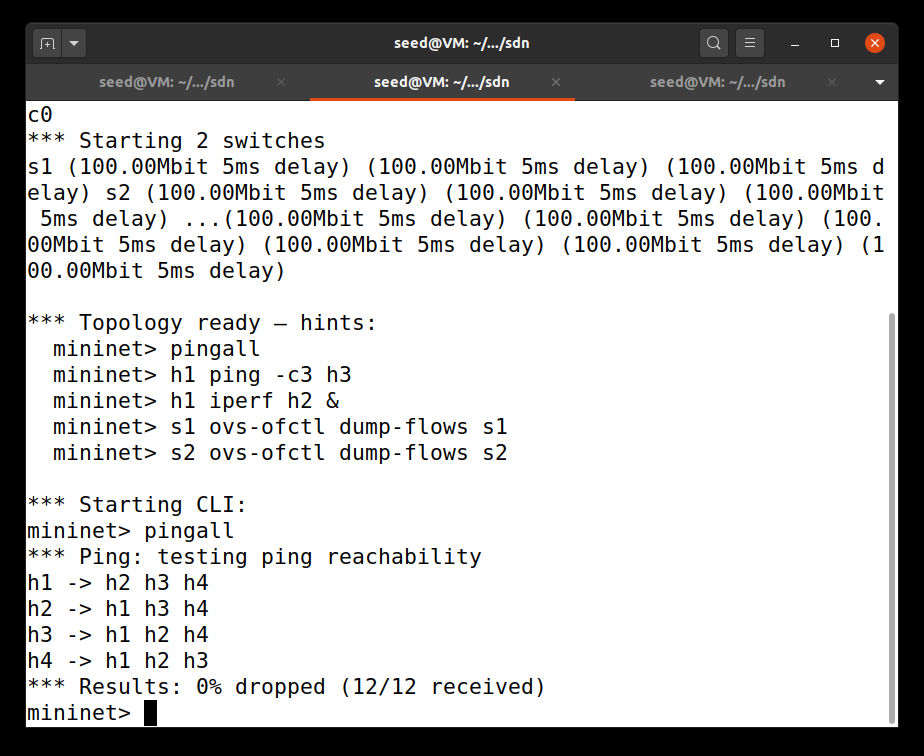 seed@VM: ~/.../sdn
seed@VM: ~/.../sdn
seed@VM: ~/.../sdn
seed@VM: ~/.../sdn
c0
*** Starting 2 switches
s1 (100.00Mbit 5ms delay) (100.00Mbit 5ms delay) (100.00Mbit 5ms d
elay) s2 (100.00Mbit 5ms delay) (100.00Mbit 5ms delay) (100.00Mbit
 5ms delay) ...(100.00Mbit 5ms delay) (100.00Mbit 5ms delay) (100.
00Mbit 5ms delay) (100.00Mbit 5ms delay) (100.00Mbit 5ms delay) (1
00.00Mbit 5ms delay)
*** Topology ready — hints:
  mininet> pingall
  mininet> h1 ping -c3 h3
  mininet> h1 iperf h2 &
  mininet> s1 ovs-ofctl dump-flows s1
  mininet> s2 ovs-ofctl dump-flows s2
*** Starting CLI:
mininet> pingall
*** Ping: testing ping reachability
h1 -> h2 h3 h4
h2 -> h1 h3 h4
h3 -> h1 h2 h4
h4 -> h1 h2 h3
*** Results: 0% dropped (12/12 received)
mininet>